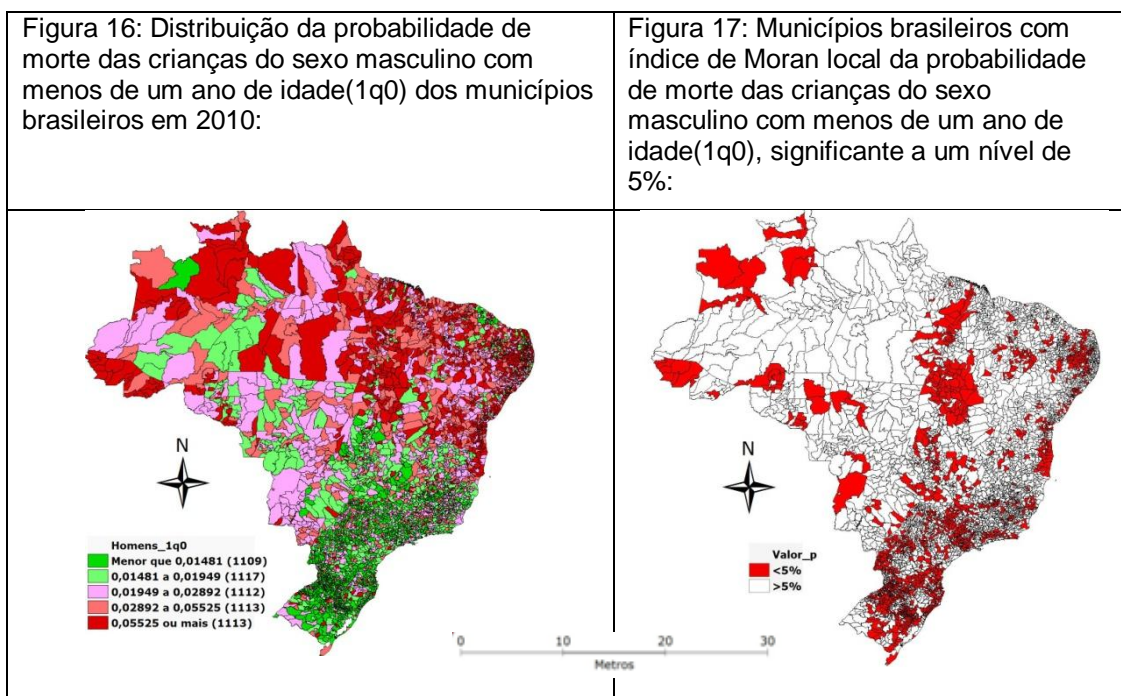 Figura 16: Distribuição da probabilidade de
morte das crianças do sexo masculino com
menos de um ano de idade(1q0) dos municípios
brasileiros em 2010:
Figura 17: Municípios brasileiros com
índice de Moran local da probabilidade
de morte das crianças do sexo
masculino com menos de um ano de
idade(1q0), significante a um nível de
5%:
N
Homens_1q0
Menor que 0,01481 (1109)
0,01481 a 0,01949 (1117)
0,01949 a 0,02892 (1112)
0,02892 a 0,05525 (1113)
0,05525 ou mais (1113)
N
Valor_p
<5%
>5%
0 10 20 30
Metros